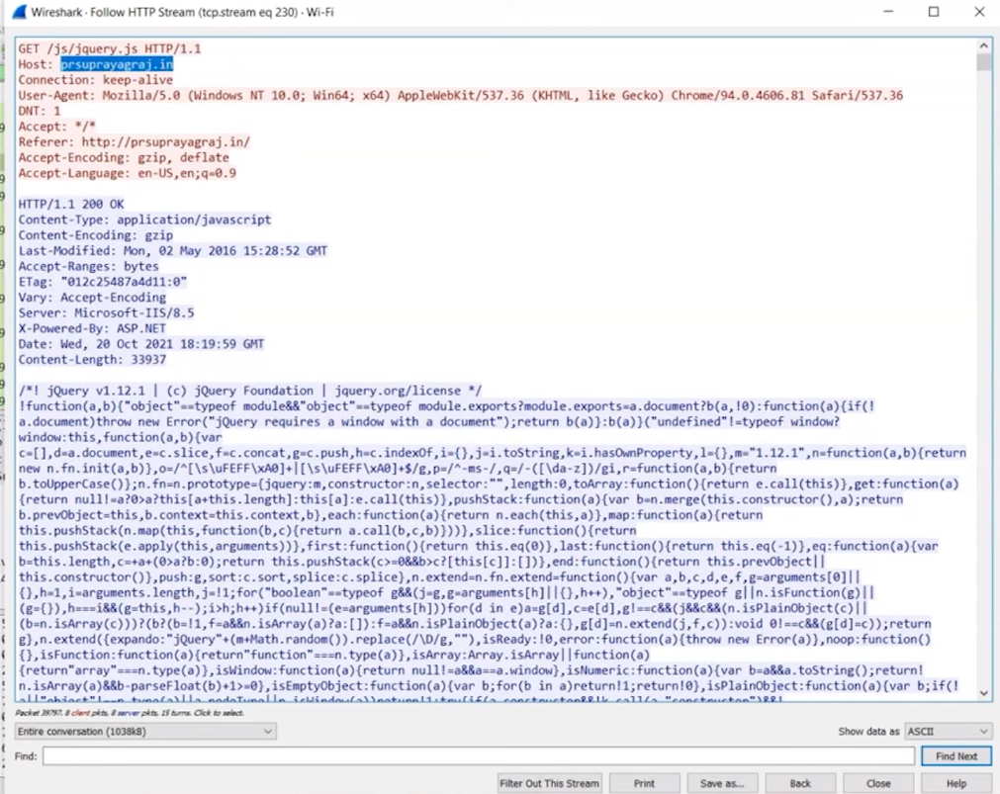 Wireshark · Follow HTTP Stream (tcp.stream eq 230) · Wi-Fi
GET /js/jquery.js HTTP/1.1
Host: prsuprayagraj.in
Connection: keep-alive
User-Agent: Mozilla/5.0 (Windows NT 10.0; Win64; x64) AppleWebKit/537.36 (KHTML, like Gecko) Chrome/94.0.4606.81 Safari/537.36
DNT: 1
Accept: */*
Referer: http://prsuprayagraj.in/
Accept-Encoding: gzip, deflate
Accept-Language: en-US,en;q=0.9
HTTP/1.1 200 OK
Content-Type: application/javascript
Content-Encoding: gzip
Last-Modified: Mon, 02 May 2016 15:28:52 GMT
Accept-Ranges: bytes
ETag: "012c25487a4d11:0"
Vary: Accept-Encoding
Server: Microsoft-IIS/8.5
X-Powered-By: ASP.NET
Date: Wed, 20 Oct 2021 18:19:59 GMT
Content-Length: 33937
/*! jQuery v1.12.1 | (c) jQuery Foundation | jquery.org/license */
!function(a,b){"object"==typeof module&&"object"==typeof module.exports?module.exports=a.document?b(a,!0):function(a){if(!
a.document)throw new Error("jQuery requires a window with a document");return b(a)}:b(a)}("undefined"!=typeof window?
window:this,function(a,b){var
c=[],d=a.document,e=c.slice,f=c.concat,g=c.push,h=c.indexOf,i={},j=i.toString,k=i.hasOwnProperty,l={},m="1.12.1",n=function(a,b){return
new n.fn.init(a,b)},o=/^[\s\uFEFF\xA0]+|[\s\uFEFF\xA0]+$/g,p=/^-ms-/,q=/-([\da-z])/gi,r=function(a,b){return
b.toUpperCase()};n.fn=n.prototype={jquery:m,constructor:n,selector:"",length:0,toArray:function(){return e.call(this)},get:function(a)
{return null!=a?0>a?this[a+this.length]:this[a]:e.call(this)},pushStack:function(a){var b=n.merge(this.constructor(),a);return
b.prevObject=this,b.context=this.context,b},each:function(a){return n.each(this,a)},map:function(a){return
this.pushStack(n.map(this,function(b,c){return a.call(b,c,b)}))},slice:function(){return
this.pushStack(e.apply(this,arguments))},first:function(){return this.eq(0)},last:function(){return this.eq(-1)},eq:function(a){var
b=this.length,c=+a+(0>a?b:0);return this.pushStack(c>=0&&b>c?[this[c]]:[])},end:function(){return this.prevObject||
this.constructor()},push:g,sort:c.sort,splice:c.splice},n.extend=n.fn.extend=function(){var a,b,c,d,e,f,g=arguments[0]||
{},h=1,i=arguments.length,j=!1;for("boolean"==typeof g&&(j=g,g=arguments[h]||{},h++),"object"==typeof g||n.isFunction(g)||
(g={}),h===i&&(g=this,h--);i>h;h++)if(null!=(e=arguments[h]))for(d in e)a=g[d],c=e[d],g!==c&&(j&&c&&(n.isPlainObject(c)||
(b=n.isArray(c)))?(b?(b=!1,f=a&&n.isArray(a)?a:[]):f=a&&n.isPlainObject(a)?a:{},g[d]=n.extend(j,f,c)):void 0!==c&&(g[d]=c));return
g},n.extend({expando:"jQuery"+(m+Math.random()).replace(/\D/g,""),isReady:!0,error:function(a){throw new Error(a)},noop:function()
{},isFunction:function(a){return"function"===n.type(a)},isArray:Array.isArray||function(a)
{return"array"===n.type(a)},isWindow:function(a){return null!=a&&a==a.window},isNumeric:function(a){var b=a&&a.toString();return!
n.isArray(a)&&b-parseFloat(b)+1>=0},isEmptyObject:function(a){var b;for(b in a)return!1;return!0},isPlainObject:function(a){var b;if(!
Packet 39797. 8 client pkts, 8 server pkts, 15 turns. Click to select.
Entire conversation (1038kB)
Show data as ASCII
Find:
Find Next
Filter Out This Stream
Print
Save as...
Back
Close
Help